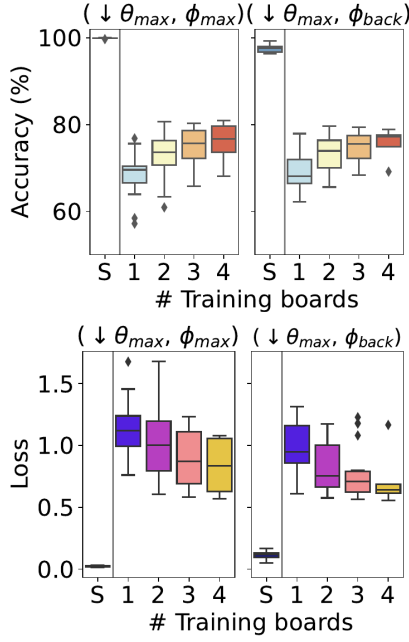 (↓ θmax, ϕmax) (↓ θmax, ϕback)
Accuracy (%)
100
80
60
S 1 2 3 4 S 1 2 3 4
# Training boards
(↓ θmax, ϕmax) (↓ θmax, ϕback)
Loss
1.5
1.0
0.5
0.0
S 1 2 3 4 S 1 2 3 4
# Training boards